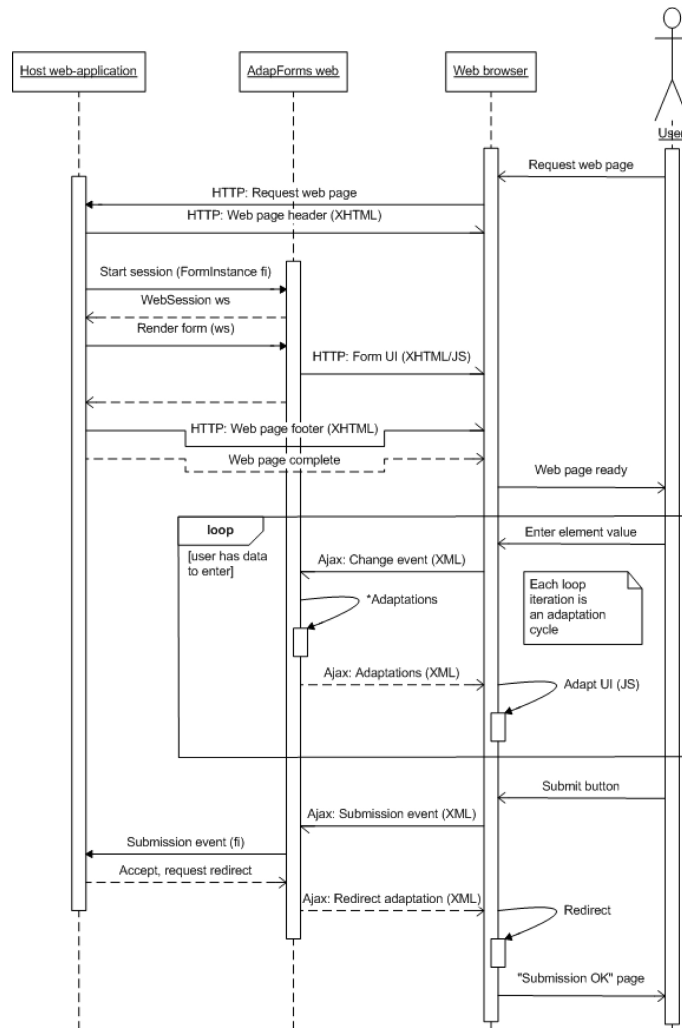 Host web-application
AdapForms web
Web browser
User
Request web page
HTTP: Request web page
HTTP: Web page header (XHTML)
Start session (FormInstance fi)
WebSession ws
Render form (ws)
HTTP: Form UI (XHTML/JS)
HTTP: Web page footer (XHTML)
Web page complete
Web page ready
loop
[user has data
to enter]
Enter element value
Ajax: Change event (XML)
*Adaptations
Each loop
iteration is
an adaptation
cycle
Ajax: Adaptations (XML)
Adapt UI (JS)
Submit button
Ajax: Submission event (XML)
Submission event (fi)
Accept, request redirect
Ajax: Redirect adaptation (XML)
Redirect
"Submission OK" page